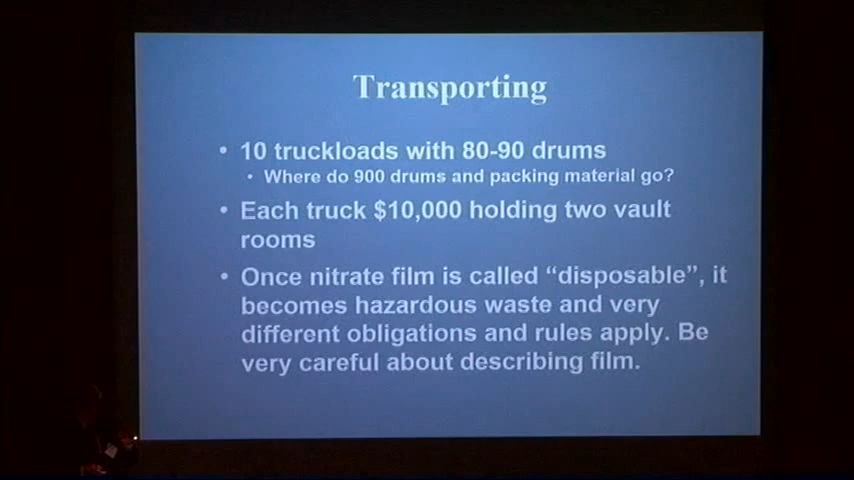 Transporting
• 10 truckloads with 80-90 drums
• Where do 900 drums and packing material go?
• Each truck $10,000 holding two vault
rooms
• Once nitrate film is called “disposable”, it
becomes hazardous waste and very
different obligations and rules apply. Be
very careful about describing film.